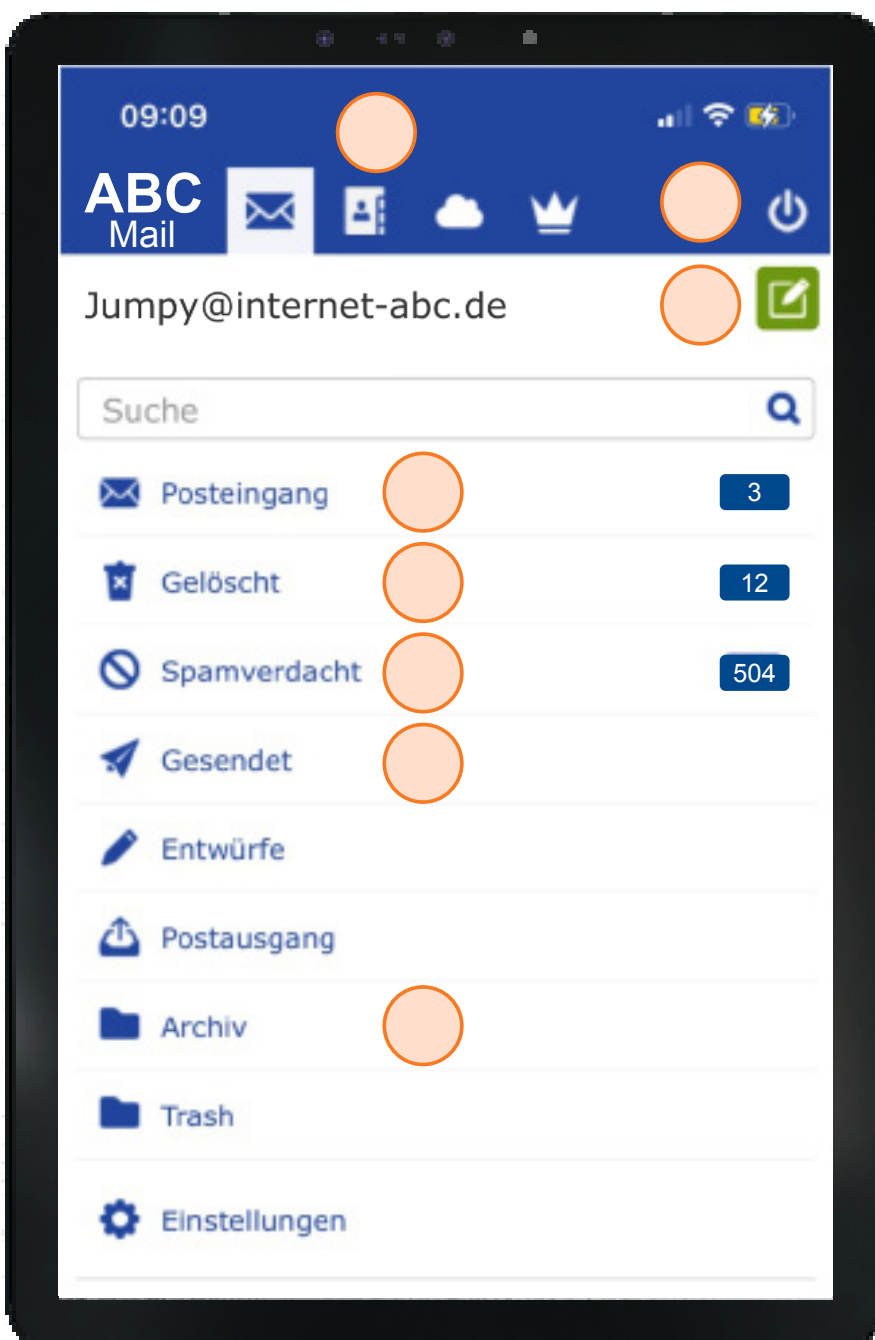 09:09
ABC
Mail
Jumpy@internet-abc.de
Suche
Posteingang 3
Gelöscht 12
Spamverdacht 504
Gesendet
Entwürfe
Postausgang
Archiv
Trash
Einstellungen